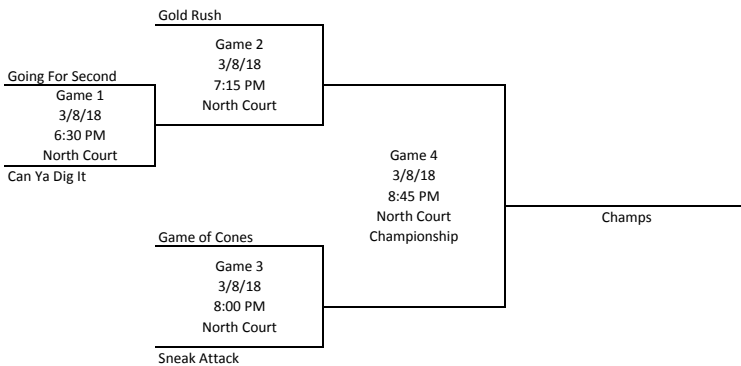 Gold Rush
Game 2
3/8/18
7:15 PM
North Court
Going For Second
Game 1
3/8/18
6:30 PM
North Court
Can Ya Dig It
Game 4
3/8/18
8:45 PM
North Court
Championship
Champs
Game of Cones
Game 3
3/8/18
8:00 PM
North Court
Sneak Attack